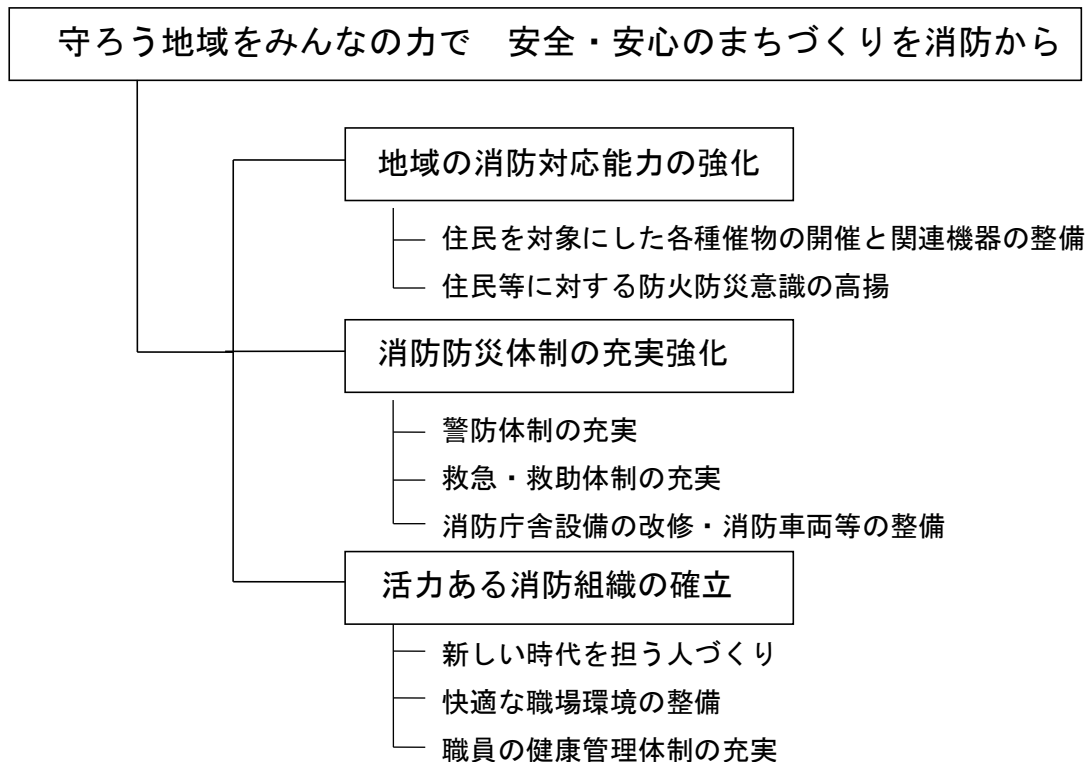 守ろう地域をみんなの力で　安全・安心のまちづくりを消防から
地域の消防対応能力の強化
住民を対象にした各種催物の開催と関連機器の整備
住民等に対する防火防災意識の高揚
消防防災体制の充実強化
警防体制の充実
救急・救助体制の充実
消防庁舎設備の改修・消防車両等の整備
活力ある消防組織の確立
新しい時代を担う人づくり
快適な職場環境の整備
職員の健康管理体制の充実